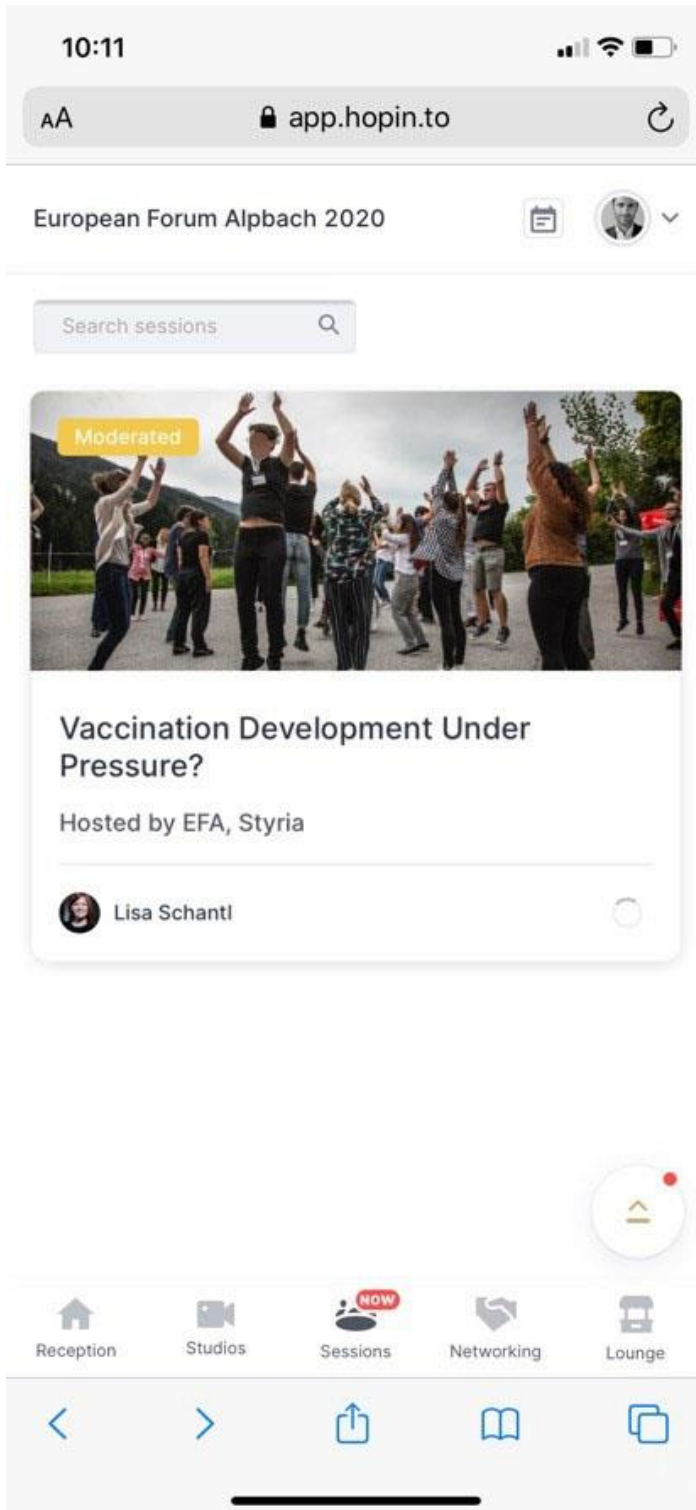 10:11
AA
app.hopin.to
European Forum Alpbach 2020
Search sessions
Moderated
Vaccination Development Under
Pressure?
Hosted by EFA, Styria
Lisa Schantl
NOW
Reception
Studios
Sessions
Networking
Lounge